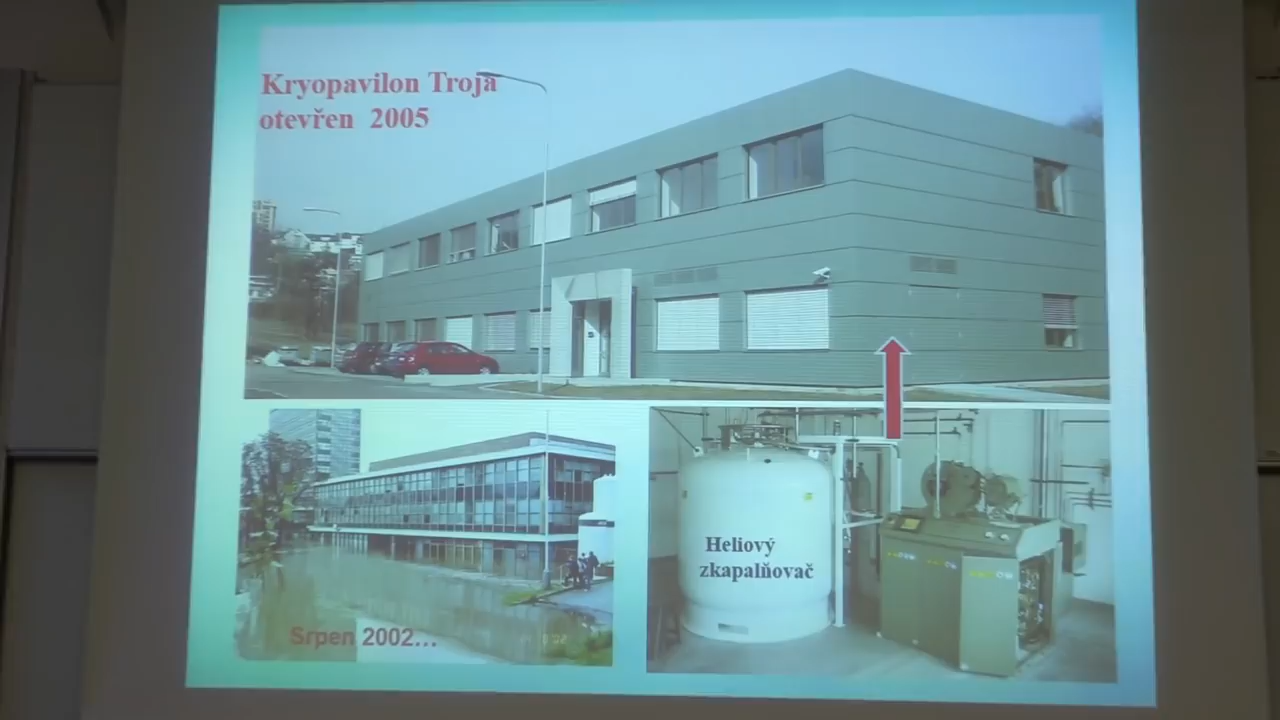 Kryopavilon Troja
otevřen 2005
Heliový
zkapalňovač
Srpen 2002...